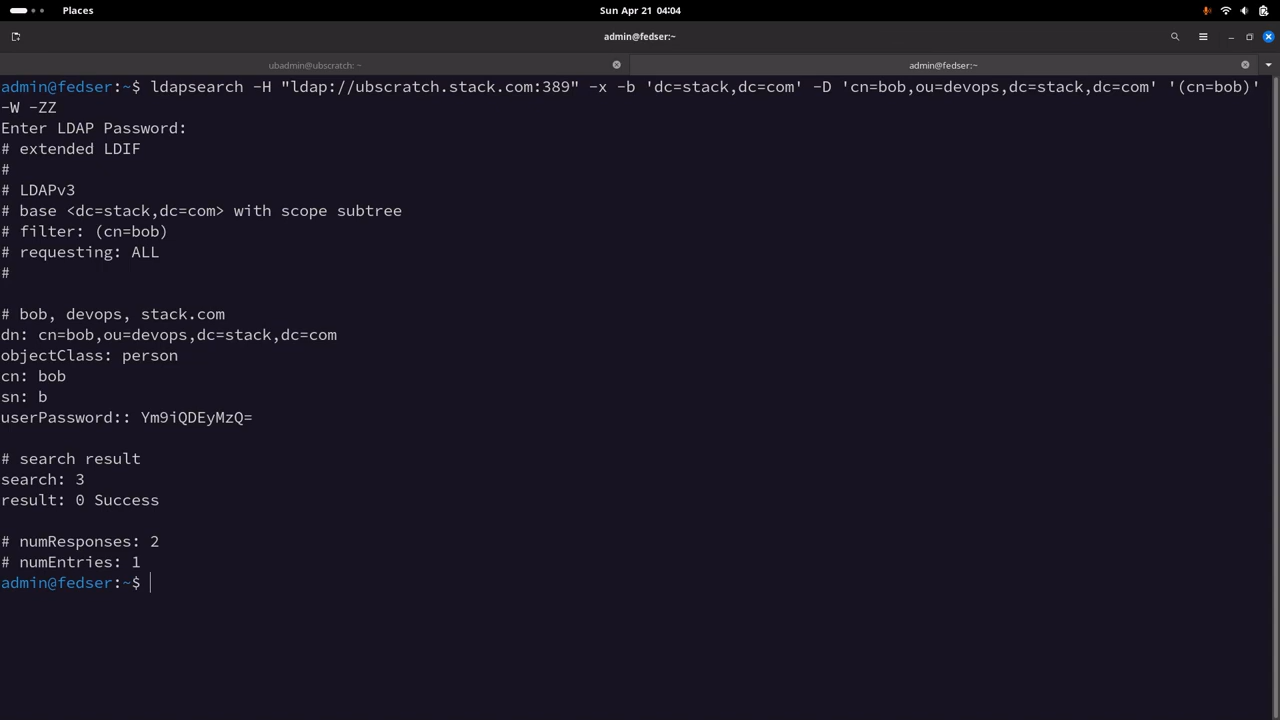 Places
Sun Apr 21 04:04
admin@fedser:~
ubadmin@ubscratch: ~
admin@fedser:~
admin@fedser:~$ ldapsearch -H "ldap://ubscratch.stack.com:389" -x -b 'dc=stack,dc=com' -D 'cn=bob,ou=devops,dc=stack,dc=com' '(cn=bob)'
-W -ZZ
Enter LDAP Password:
# extended LDIF
#
# LDAPv3
# base <dc=stack,dc=com> with scope subtree
# filter: (cn=bob)
# requesting: ALL
#
# bob, devops, stack.com
dn: cn=bob,ou=devops,dc=stack,dc=com
objectClass: person
cn: bob
sn: b
userPassword:: Ym9iQDEyMzQ=
# search result
search: 3
result: 0 Success
# numResponses: 2
# numEntries: 1
admin@fedser:~$